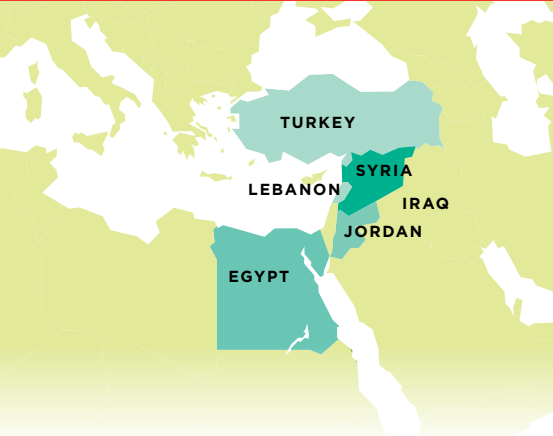 TURKEY
SYRIA
LEBANON
IRAQ
JORDAN
EGYPT